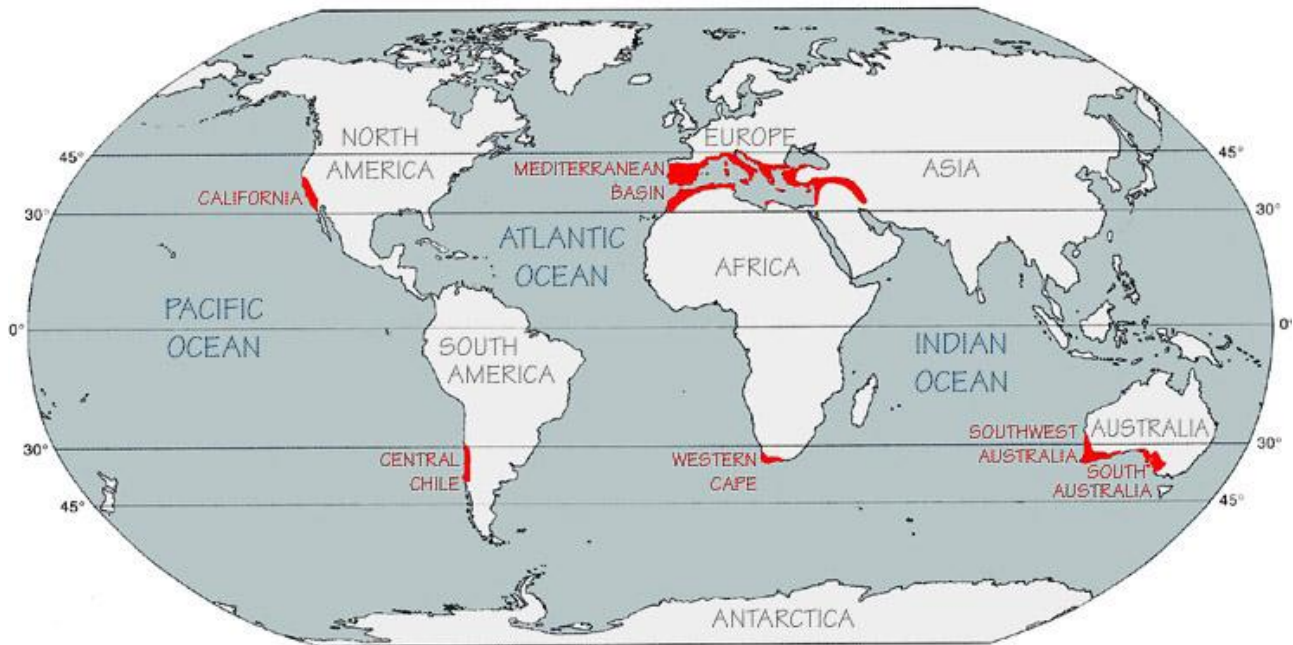 NORTH
AMERICA
EUROPE
ASIA
45°
45°
MEDITERRANEAN
BASIN
CALIFORNIA
30°
30°
ATLANTIC
OCEAN
AFRICA
PACIFIC
OCEAN
0°
0°
SOUTH
AMERICA
INDIAN
OCEAN
AUSTRALIA
SOUTHWEST
AUSTRALIA
30°
30°
CENTRAL
CHILE
WESTERN
CAPE
SOUTH
AUSTRALIA
45°
45°
ANTARCTICA